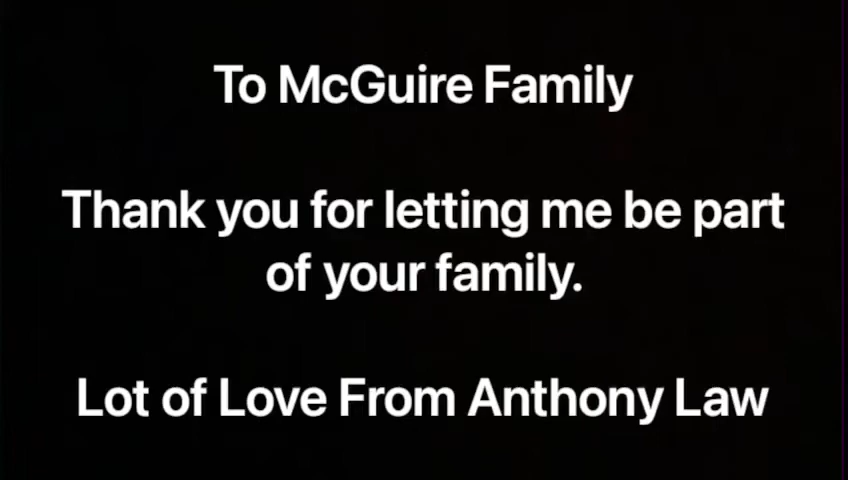 To McGuire Family
Thank you for letting me be part
of your family.
Lot of Love From Anthony Law